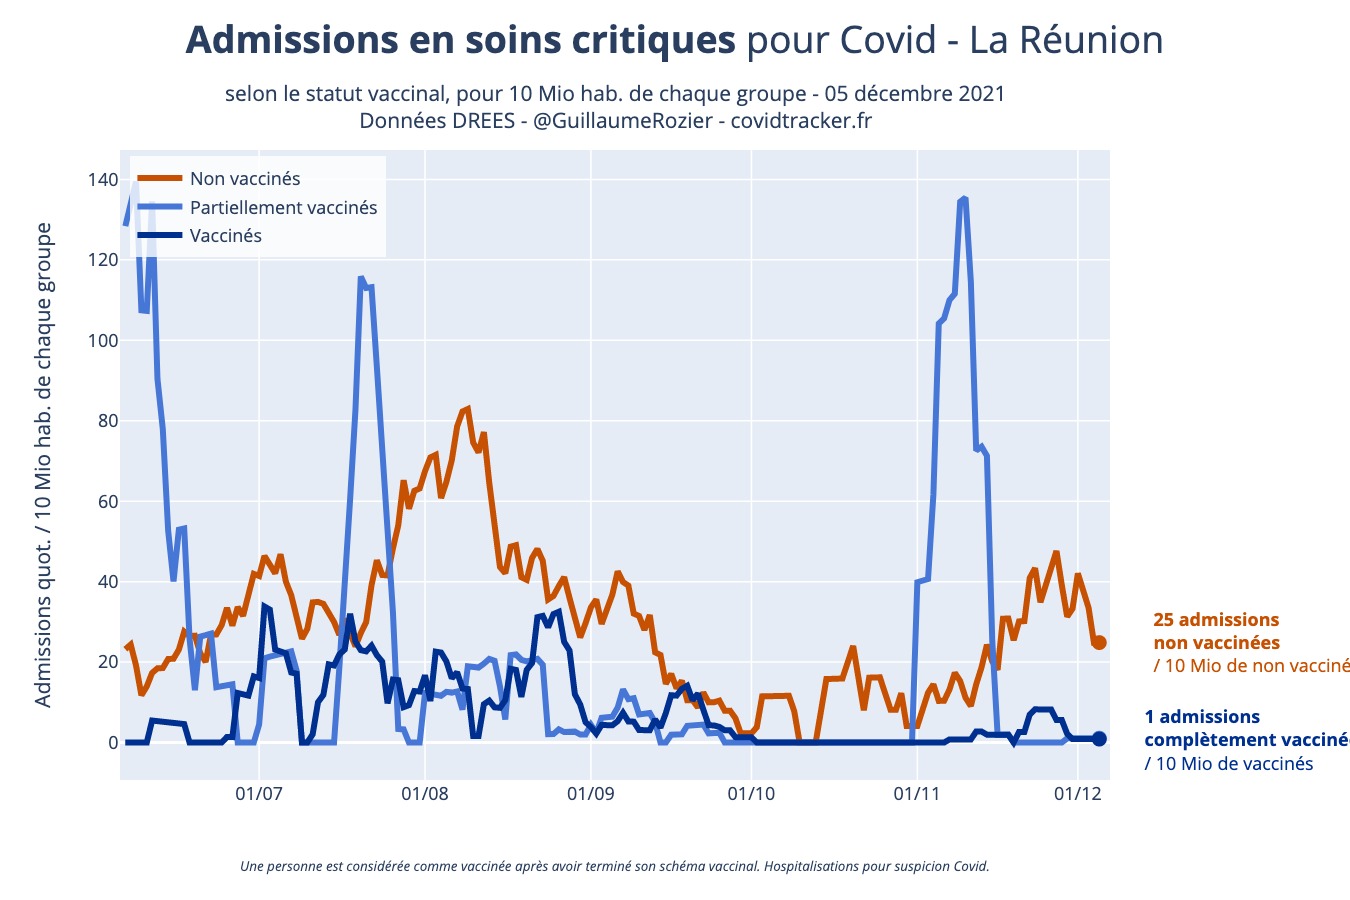 Admissions en soins critiques pour Covid - La Réunion
selon le statut vaccinal, pour 10 Mio hab. de chaque groupe - 05 décembre 2021
Données DREES - @GuillaumeRozier - covidtracker.fr
Admissions quot. / 10 Mio hab. de chaque groupe
140
120
100
80
60
40
20
0
Non vaccinés
Partiellement vaccinés
Vaccinés
25 admissions
non vaccinées
/ 10 Mio de non vacciné
1 admissions
complètement vacciné
/ 10 Mio de vaccinés
01/07
01/08
01/09
01/10
01/11
01/12
Une personne est considérée comme vaccinée après avoir terminé son schéma vaccinal. Hospitalisations pour suspicion Covid.